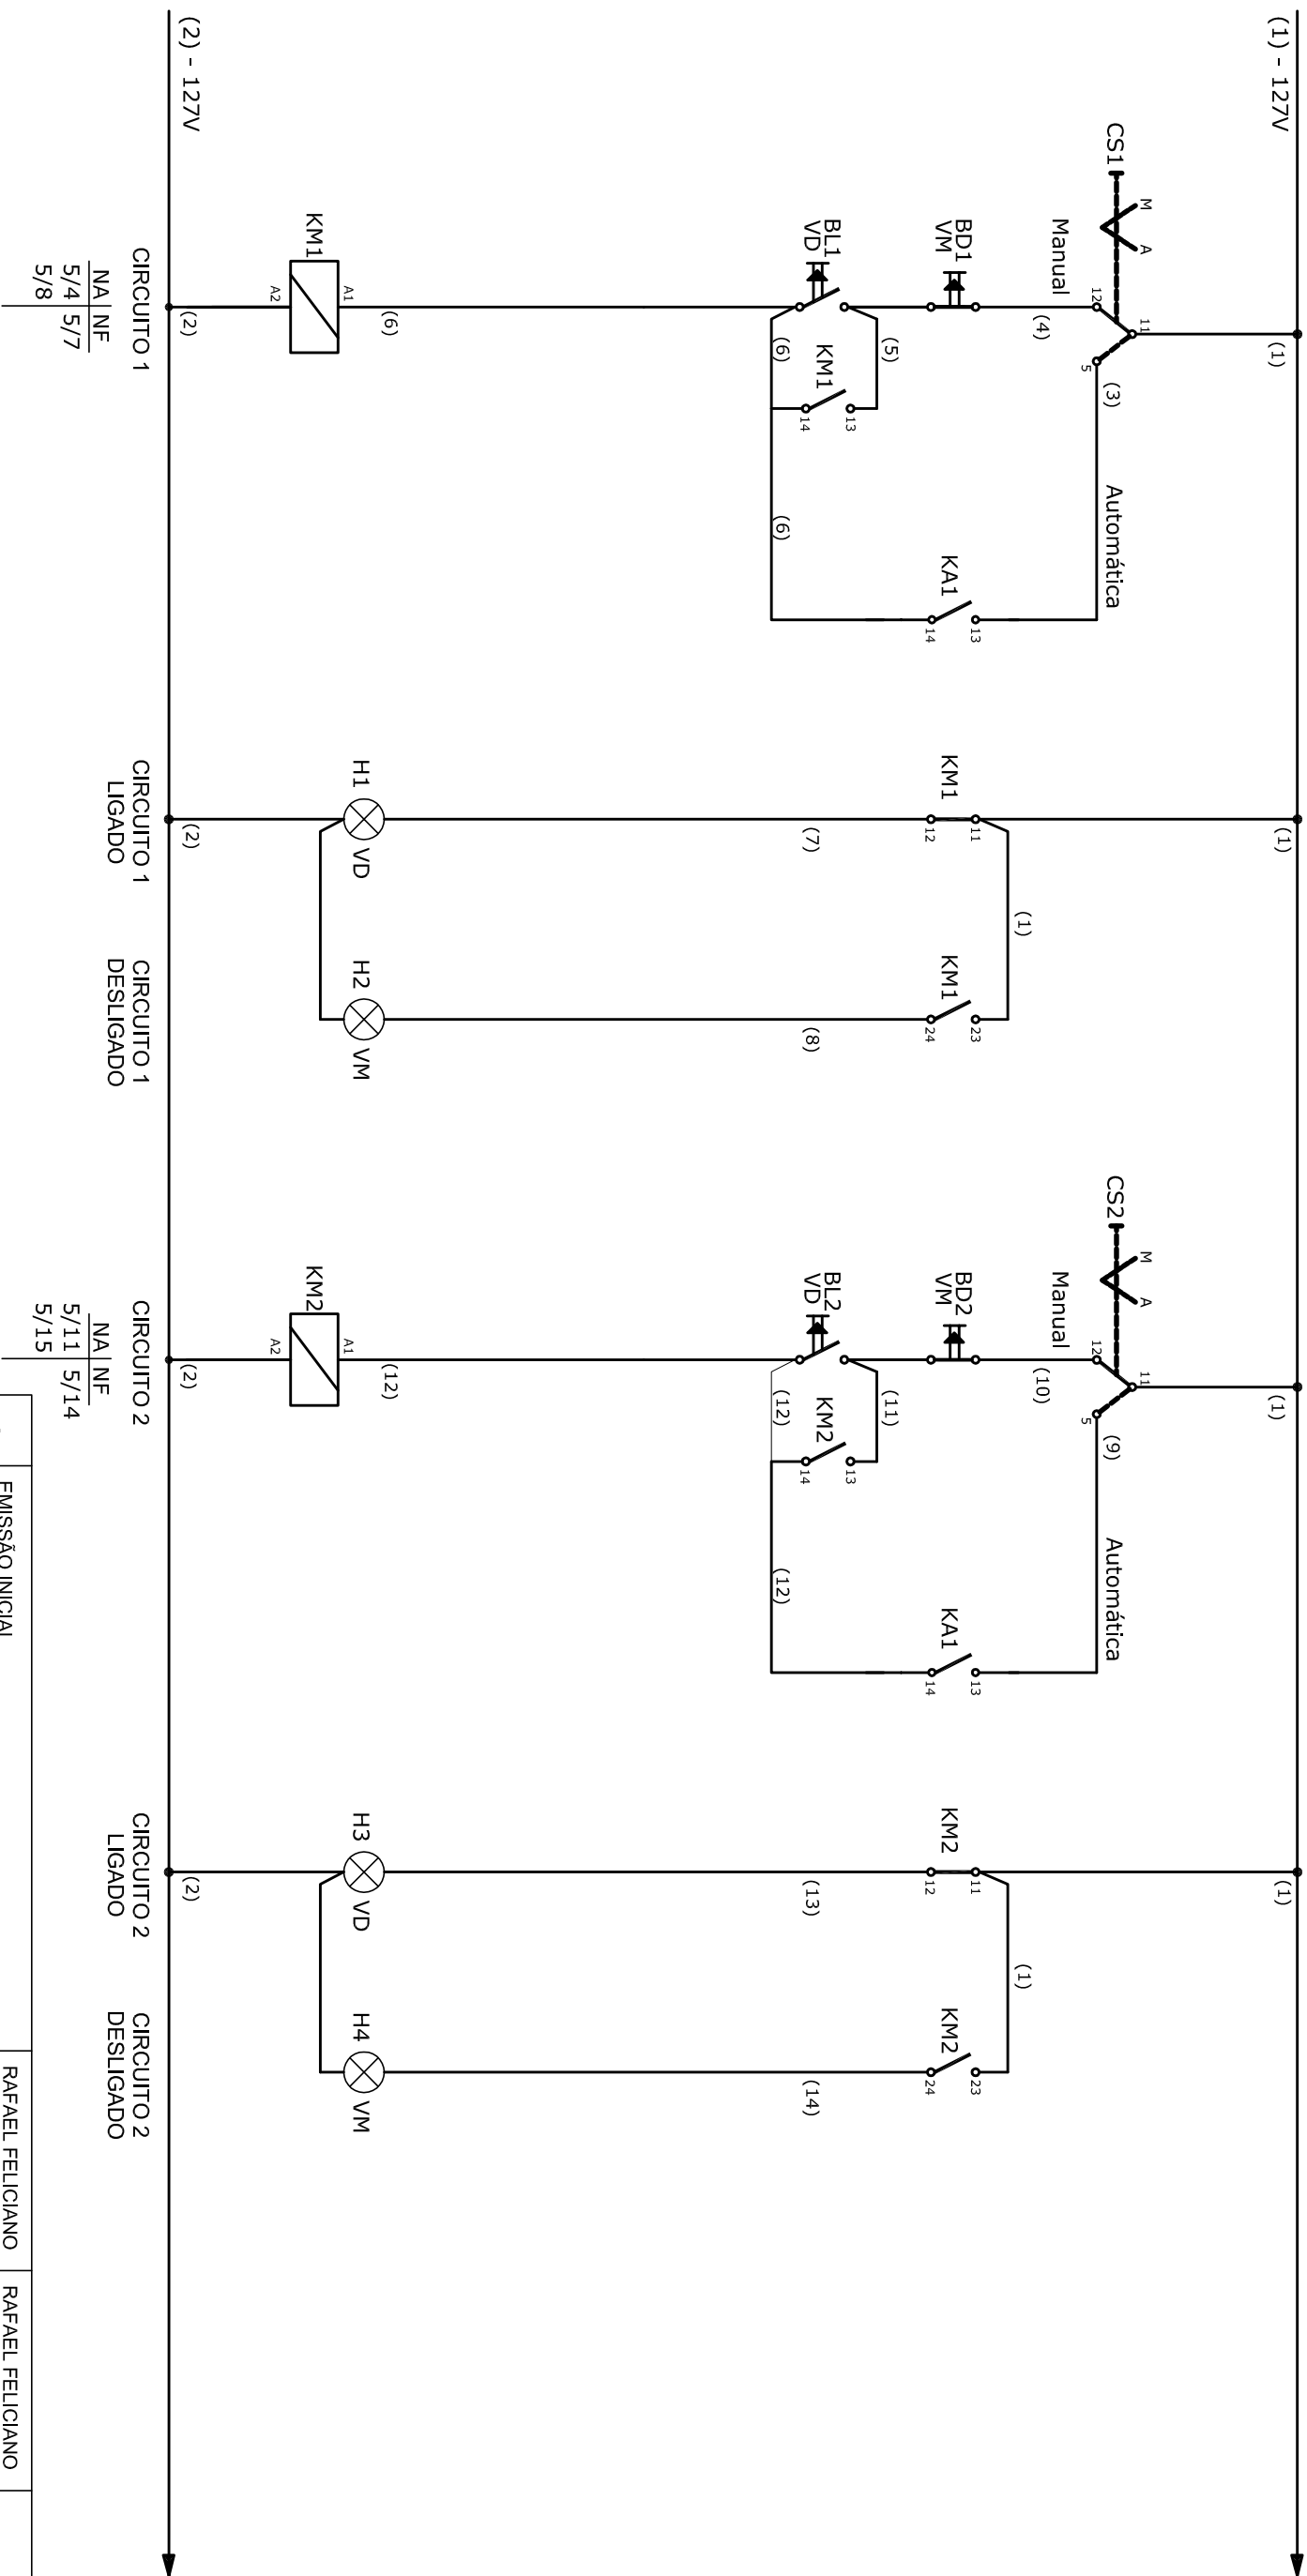 (1) - 127V
CS1
M
A
11
12
5
(1)
Manual
(4)
(3)
Automática
BD1
VM
BL1
VD
(5)
(6)
KM1
13
14
(6)
KA1
13
14
(6)
KM1
A1
A2
(2)
(1)
KM1
11
12
(1)
KM1
23
24
(7)
(8)
H1
VD
H2
VM
(2)
CS2
M
A
11
12
5
(1)
Manual
(10)
(9)
Automática
BD2
VM
BL2
VD
(11)
(12)
KM2
13
14
(12)
KA1
13
14
(12)
KM2
A1
A2
(2)
(1)
KM2
11
12
(1)
KM2
23
24
(13)
(14)
H3
VD
H4
VM
(2)
(2) - 127V
CIRCUITO 1
NA NF
5/4 5/7
5/8
CIRCUITO 1
LIGADO
CIRCUITO 1
DESLIGADO
CIRCUITO 2
NA NF
5/11 5/14
5/15
CIRCUITO 2
LIGADO
CIRCUITO 2
DESLIGADO
EMISSÃO INICIAL
RAFAEL FELICIANO
RAFAEL FELICIANO